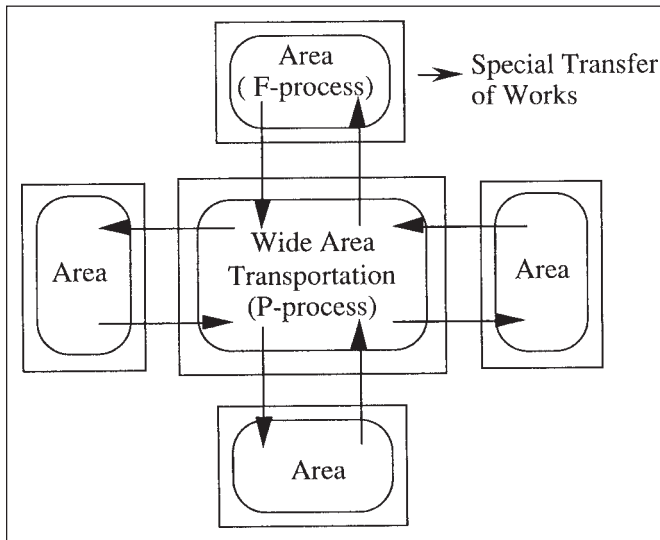 Area
( F-process)
Special Transfer
of Works
Area
Wide Area
Transportation
(P-process)
Area
Area